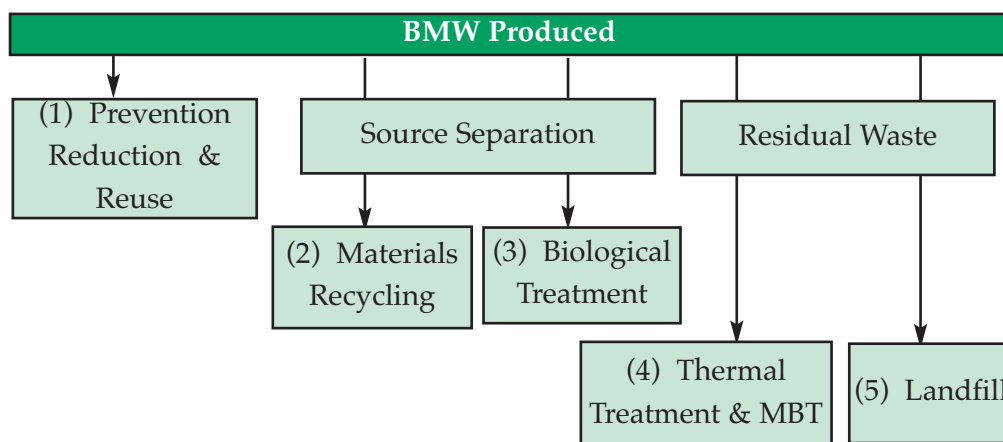 BMW Produced
(1) Prevention
Reduction &
Reuse
Source Separation
Residual Waste
(2) Materials
Recycling
(3) Biological
Treatment
(4) Thermal
Treatment & MBT
(5) Landfill